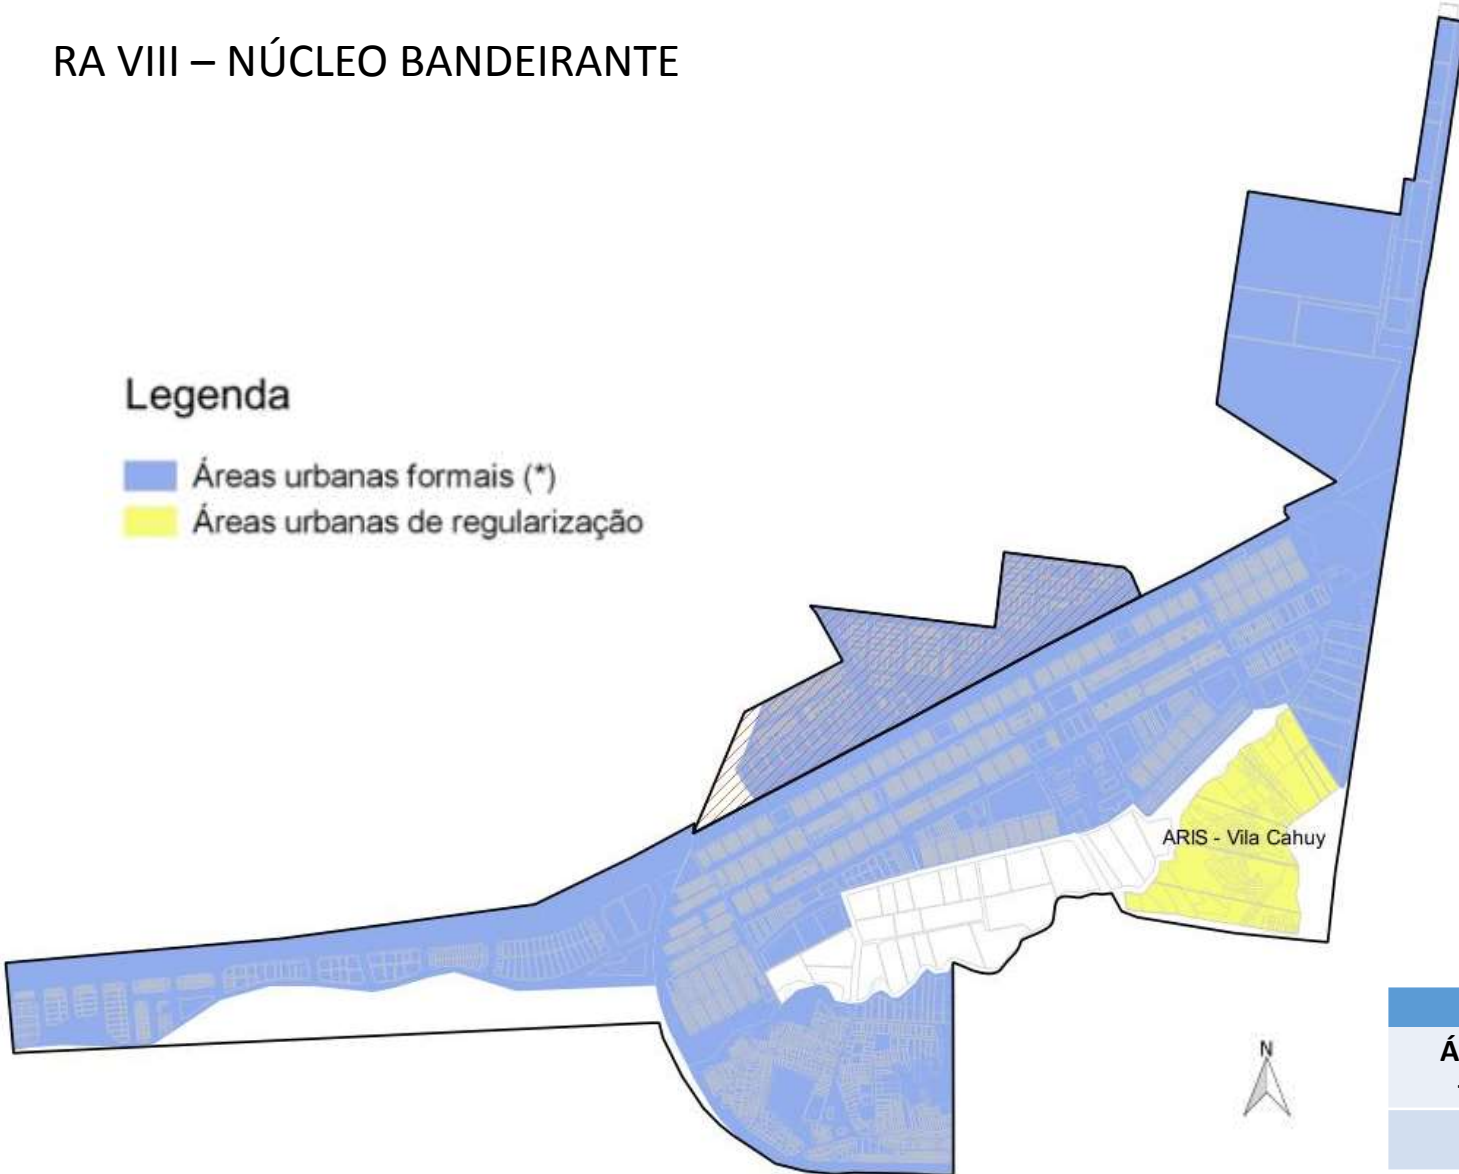 RA VIII – NÚCLEO BANDEIRANTE
Legenda
Áreas urbanas formais (*)
Áreas urbanas de regularização
ARIS - Vila Cahuy
N